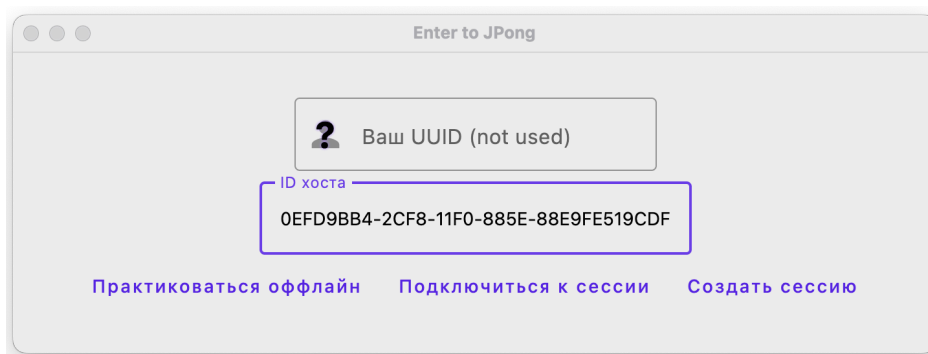 Enter to JPong
Ваш UUID (not used)
ID хоста
0EFD9BB4-2CF8-11F0-885E-88E9FE519CDF
Практиковаться оффлайн Подключиться к сессии Создать сессию